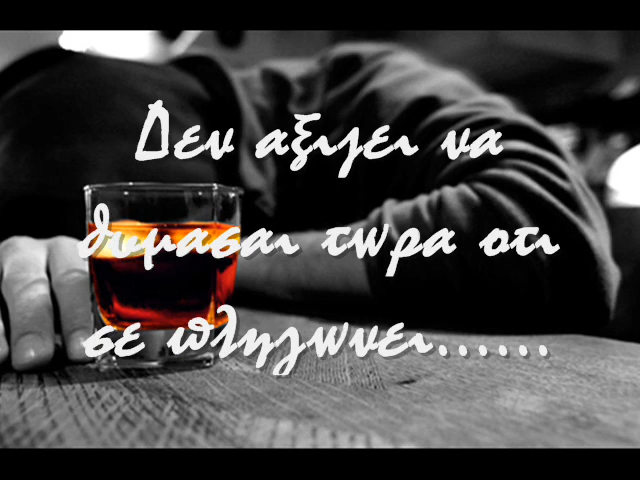 Δεν αξιζει να
θυμασαι τωρα οτι
σε πληγωνει......